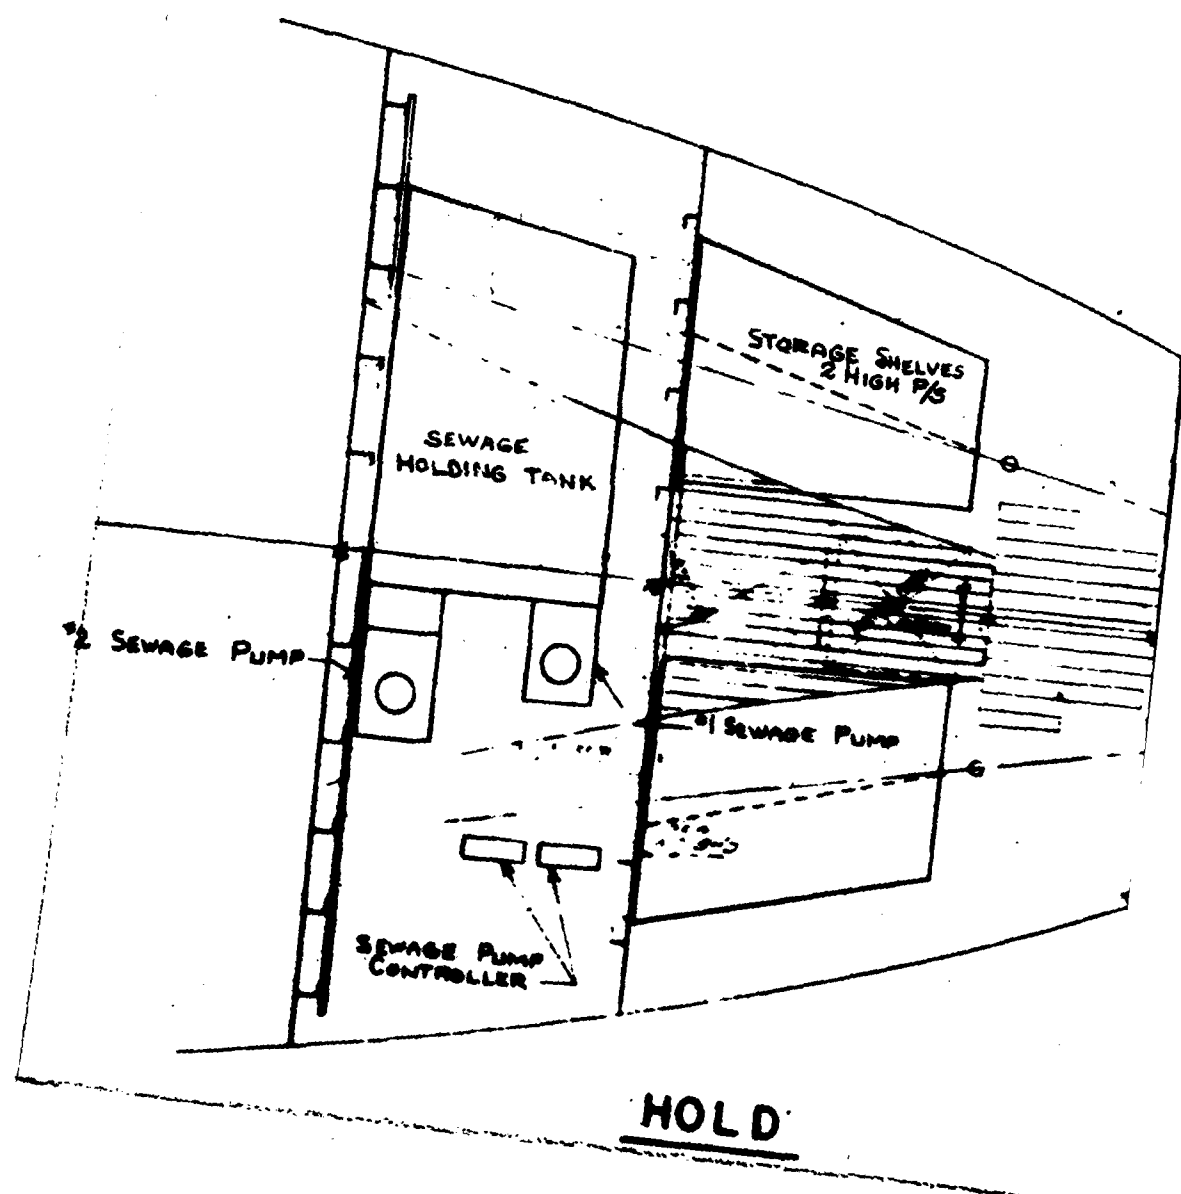 STORAGE SHELVES
2 HIGH P/S
SEWAGE
HOLDING TANK
#2 SEWAGE PUMP
#1 SEWAGE PUMP
SEWAGE PUMP
CONTROLLER
HOLD